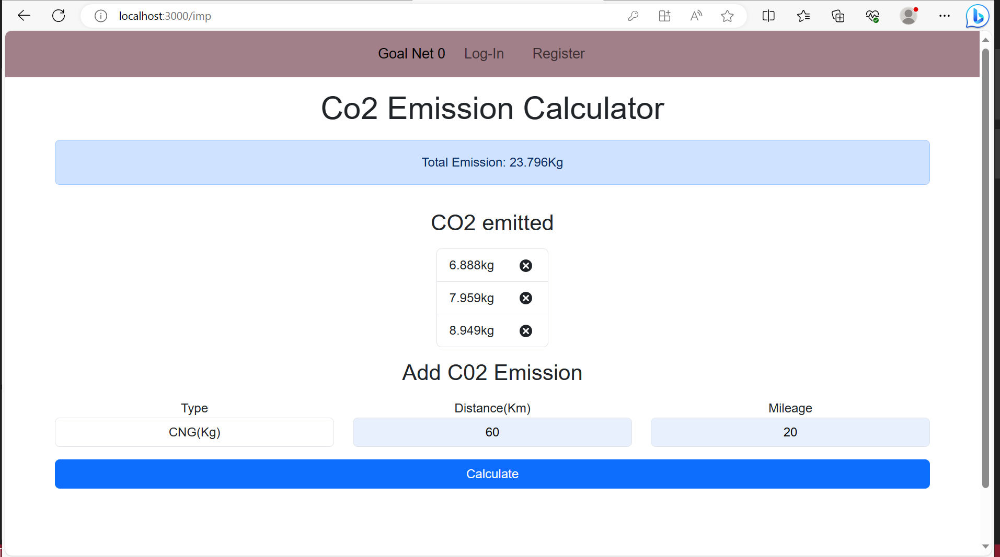 localhost:3000/imp
Goal Net 0 Log-In Register
Co2 Emission Calculator
Total Emission: 23.796Kg
CO2 emitted
6.888kg
7.959kg
8.949kg
Add C02 Emission
Type Distance(Km) Mileage
CNG(Kg) 60 20
Calculate